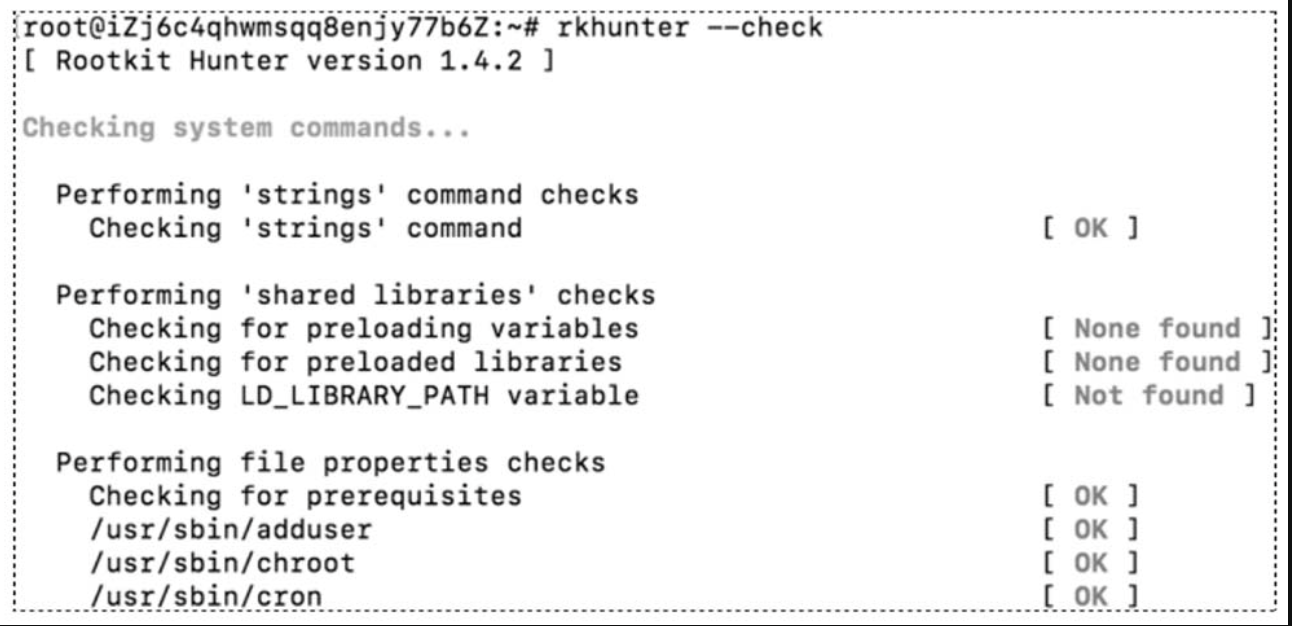 root@iZj6c4qhwmsqq8enjy77b6Z:~# rkhunter --check
[ Rootkit Hunter version 1.4.2 ]
Checking system commands...
Performing 'strings' command checks
Checking 'strings' command [ OK ]
Performing 'shared libraries' checks
Checking for preloading variables [ None found ]
Checking for preloaded libraries [ None found ]
Checking LD_LIBRARY_PATH variable [ Not found ]
Performing file properties checks
Checking for prerequisites [ OK ]
/usr/sbin/adduser [ OK ]
/usr/sbin/chroot [ OK ]
/usr/sbin/cron [ OK ]